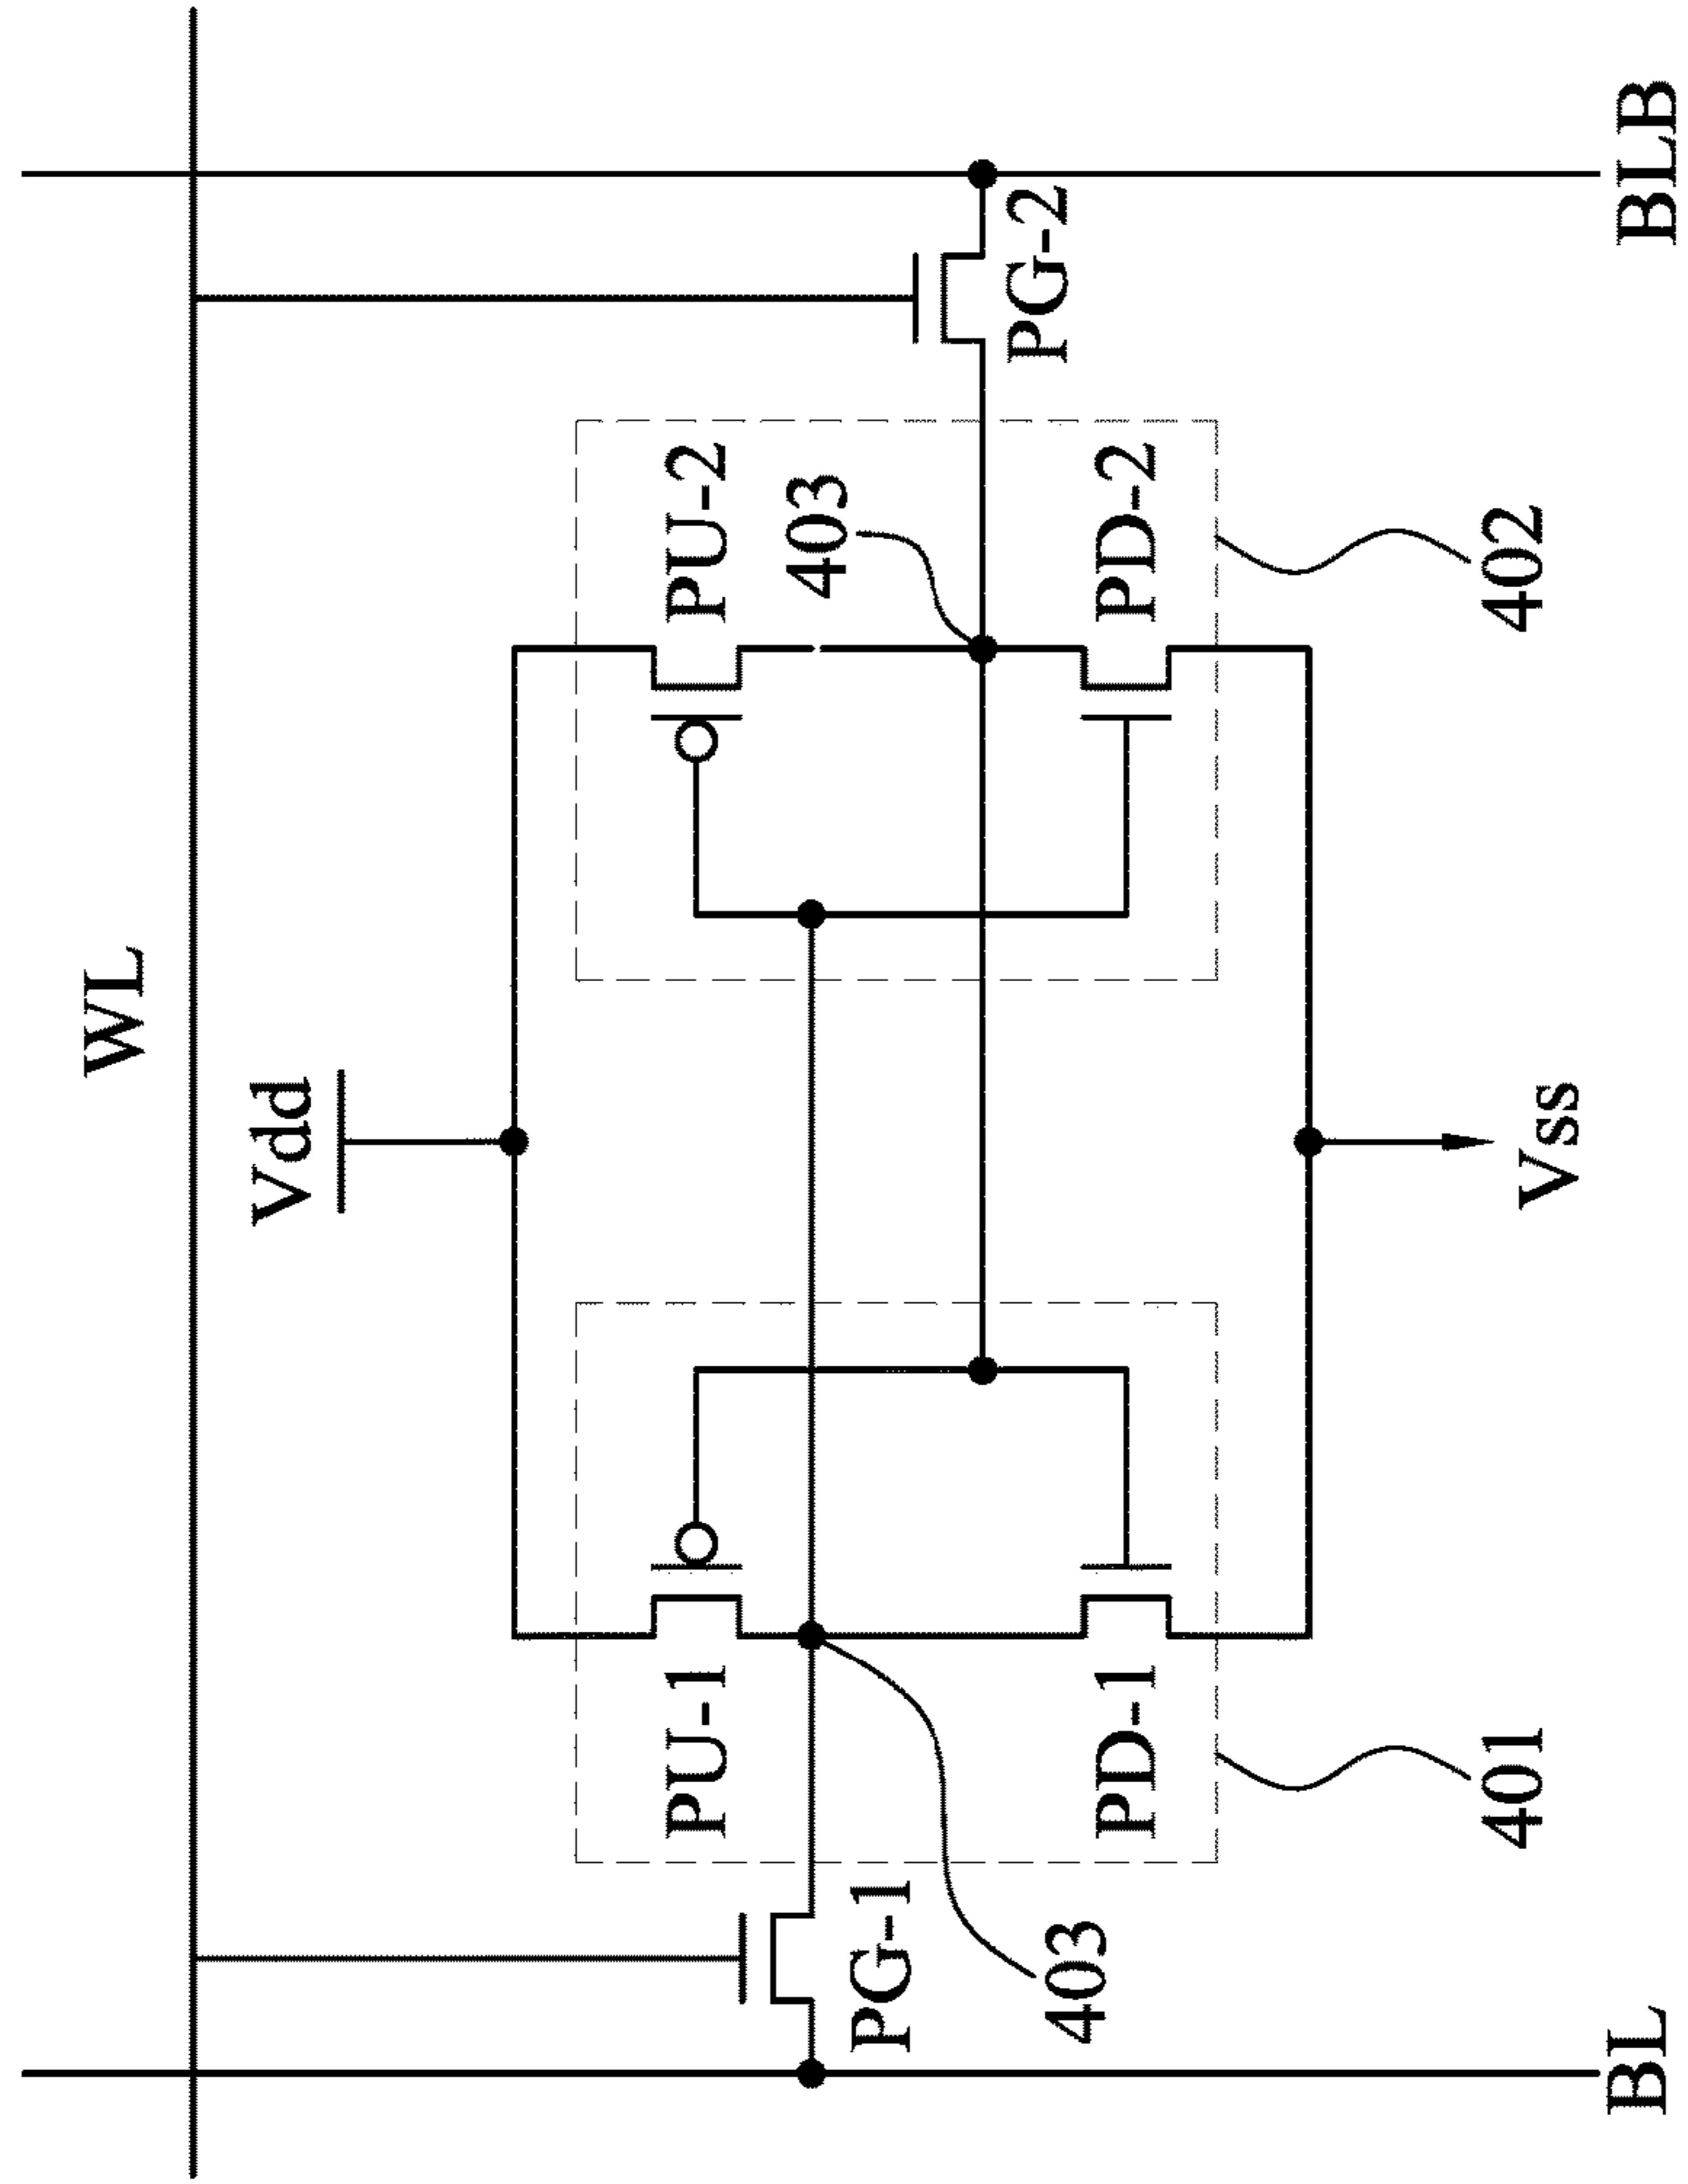 WL
Vdd
PU-1
PU-2
403
PG-1
PG-2
403
PD-1
PD-2
401
402
Vss
BL
BLB